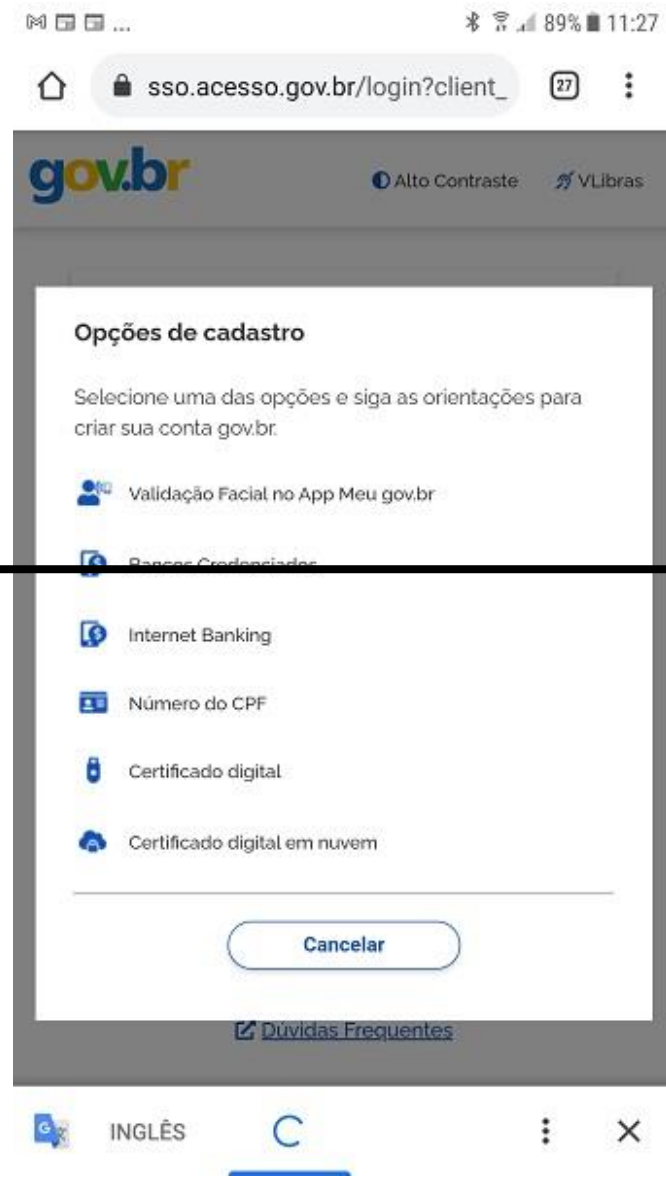 ... 89% 11:27
sso.acesso.gov.br/login?client_ 27
gov.br Alto Contraste VLibras
Opções de cadastro
Selecione uma das opções e siga as orientações para
criar sua conta gov.br.
Validação Facial no App Meu gov.br
Bancos Credenciados
Internet Banking
Número do CPF
Certificado digital
Certificado digital em nuvem
Cancelar
Dúvidas Frequentes
INGLÊS